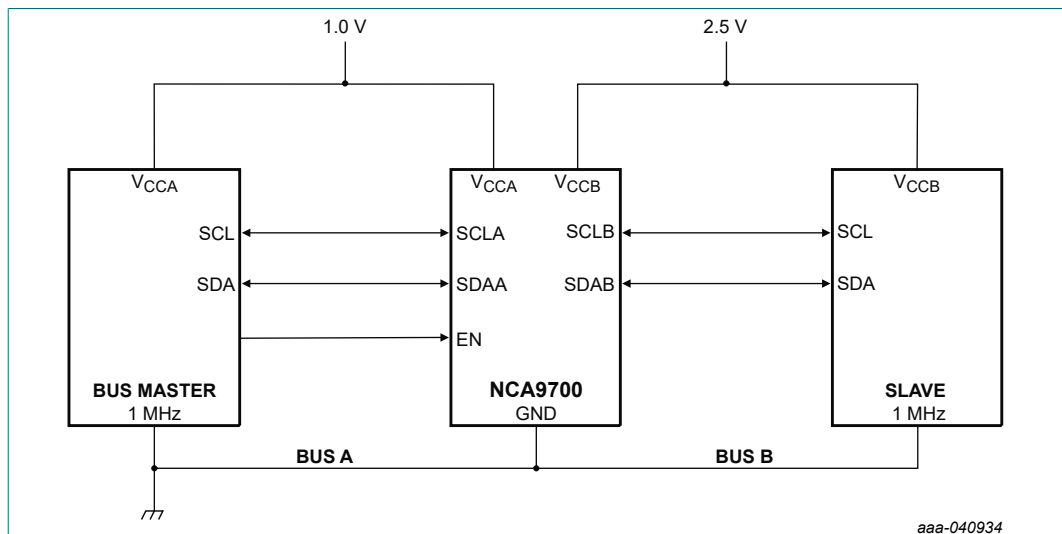 1.0 V 2.5 V
VCCA VCCA VCCB VCCB
SCL SCLA SCLB SCL
SDA SDAA SDAB SDA
EN
BUS MASTER NCA9700 SLAVE
1 MHz GND 1 MHz
BUS A BUS B
aaa-040934